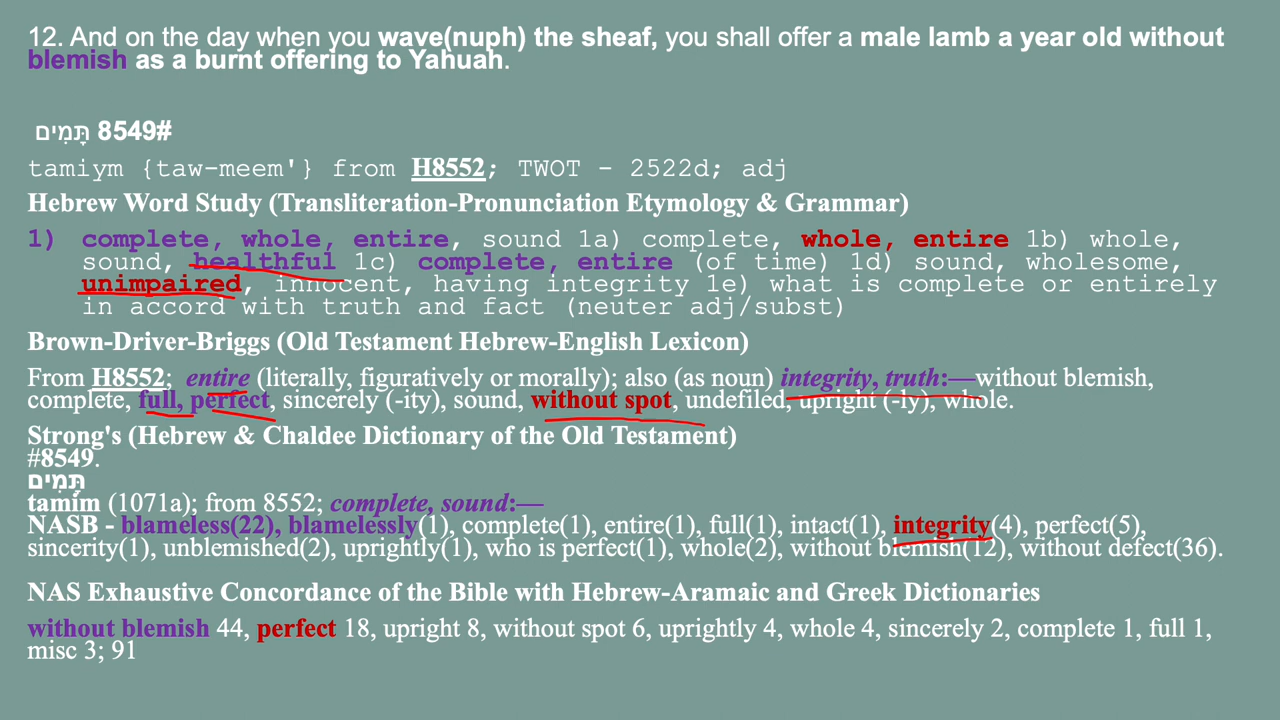 12. And on the day when you wave(nuph) the sheaf, you shall offer a male lamb a year old without
blemish as a burnt offering to Yahuah.
תָּמִים 8549#
tamiym {taw-meem'} from H8552; TWOT - 2522d; adj
Hebrew Word Study (Transliteration-Pronunciation Etymology & Grammar)
1) complete, whole, entire, sound 1a) complete, whole, entire 1b) whole,
sound, healthful 1c) complete, entire (of time) 1d) sound, wholesome,
unimpaired, innocent, having integrity 1e) what is complete or entirely
in accord with truth and fact (neuter adj/subst)
Brown-Driver-Briggs (Old Testament Hebrew-English Lexicon)
From H8552; entire (literally, figuratively or morally); also (as noun) integrity, truth:—without blemish,
complete, full, perfect, sincerely (-ity), sound, without spot, undefiled, upright (-ly), whole.
Strong's (Hebrew & Chaldee Dictionary of the Old Testament)
#8549.
תָּמִים
tamim (1071a); from 8552; complete, sound:—
NASB - blameless(22), blamelessly(1), complete(1), entire(1), full(1), intact(1), integrity(4), perfect(5),
sincerity(1), unblemished(2), uprightly(1), who is perfect(1), whole(2), without blemish(12), without defect(36).
NAS Exhaustive Concordance of the Bible with Hebrew-Aramaic and Greek Dictionaries
without blemish 44, perfect 18, upright 8, without spot 6, uprightly 4, whole 4, sincerely 2, complete 1, full 1,
misc 3; 91